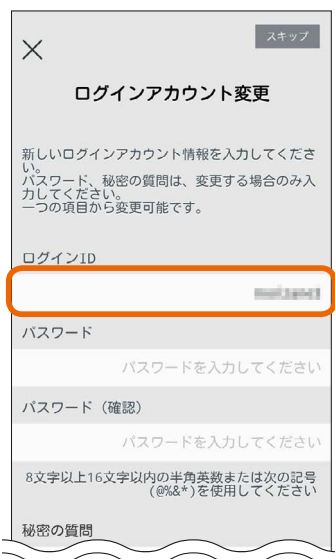 スキップ
ログインアカウント変更
新しいログインアカウント情報を入力してくださ
い。
パスワード、秘密の質問は、変更する場合のみ入
力してください。
一つの項目から変更可能です。
ログインID
パスワード
パスワードを入力してください
パスワード（確認）
パスワードを入力してください
8文字以上16文字以内の半角英数または次の記号
(@%&*)を使用してください
秘密の質問